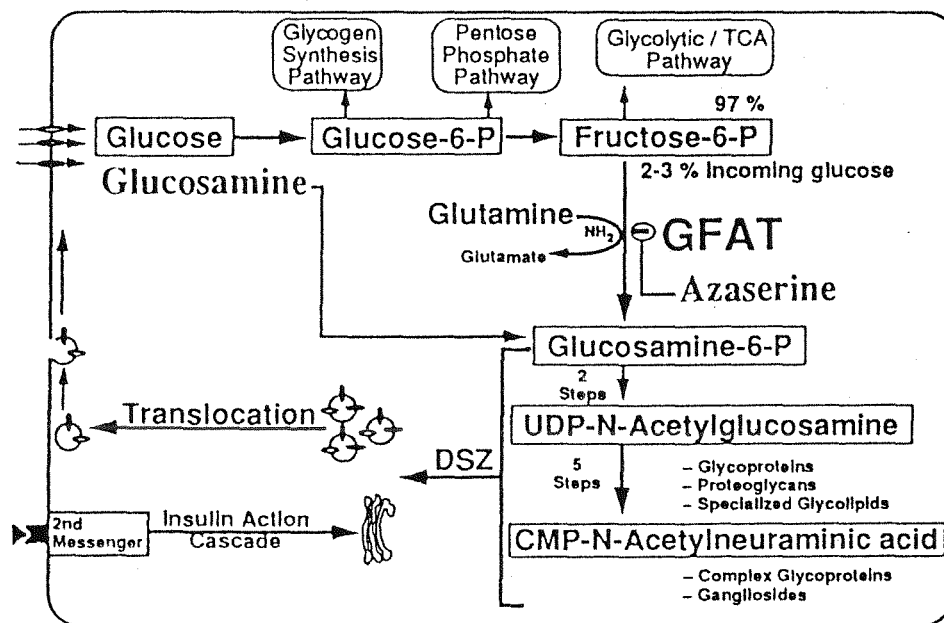 Glycogen
Synthesis
Pathway
Pentose
Phosphate
Pathway
Glycolytic / TCA
Pathway
97 %
Glucose
Glucose-6-P
Fructose-6-P
2-3 % Incoming glucose
Glucosamine
Glutamine
NH2
Glutamate
GFAT
Azaserine
Glucosamine-6-P
2
Steps
Translocation
UDP-N-Acetylglucosamine
DSZ
5
Steps
– Glycoproteins
– Proteoglycans
– Specialized Glycolipids
2nd
Messenger
Insulin Action
Cascade
CMP-N-Acetylneuraminic acid
– Complex Glycoproteins
– Gangliosides